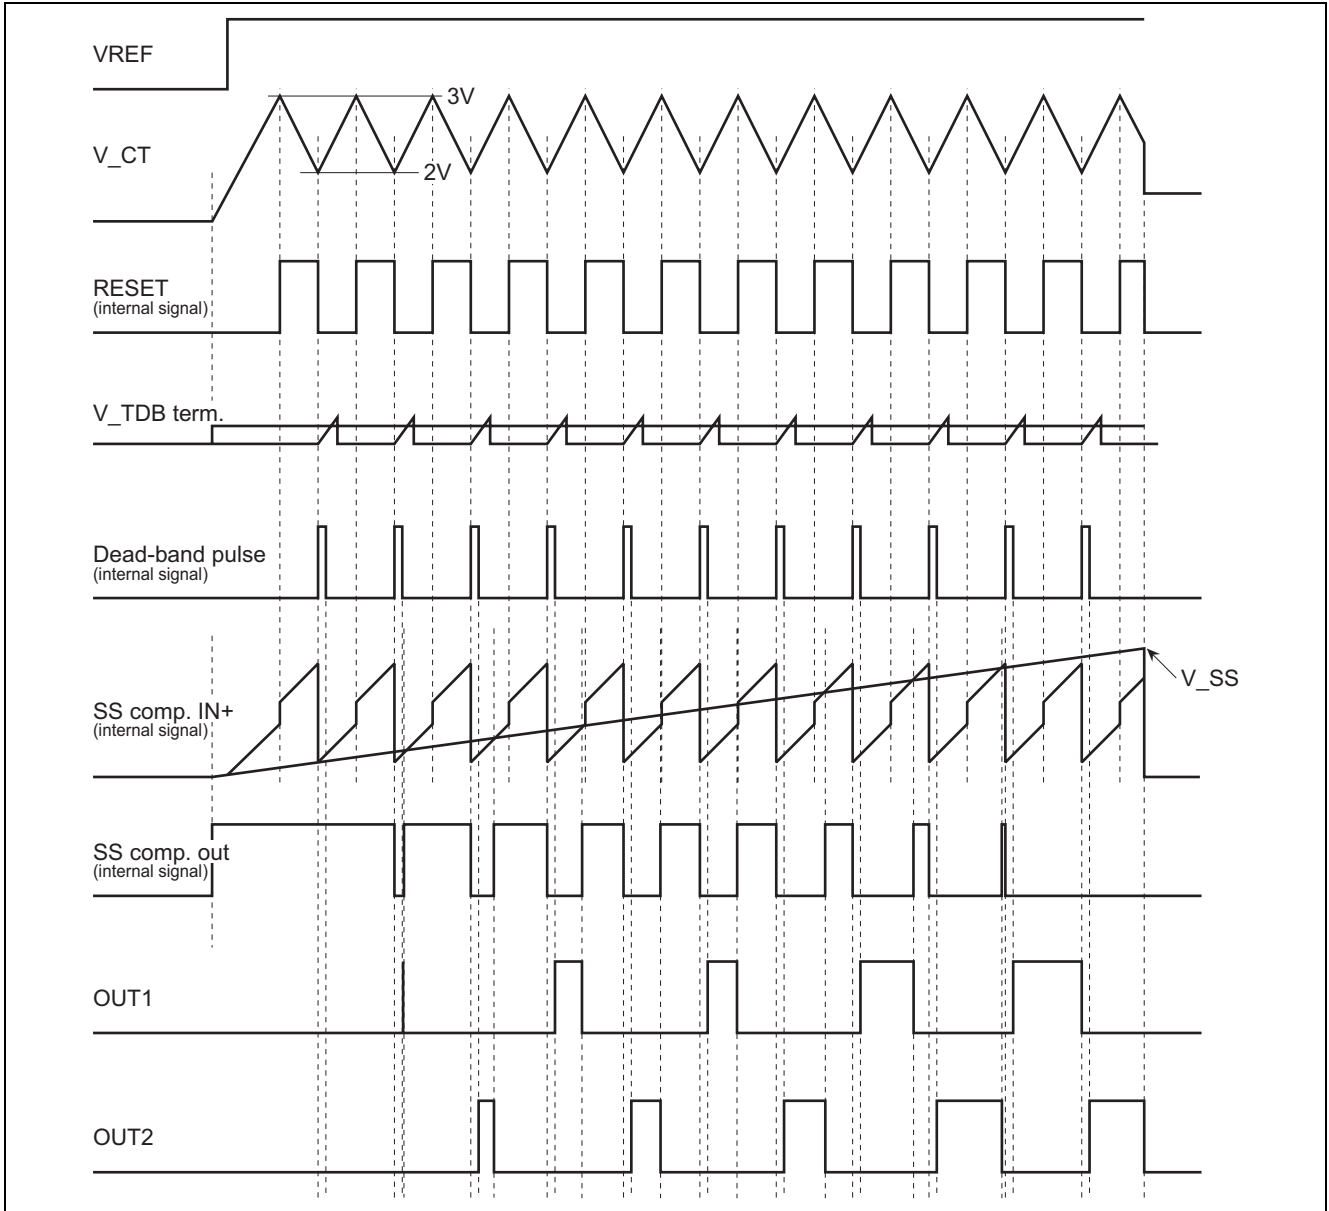 VREF
3V
V_CT
2V
RESET
(internal signal)
V_TDB term.
Dead-band pulse
(internal signal)
V_SS
SS comp. IN+
(internal signal)
SS comp. out
(internal signal)
OUT1
OUT2